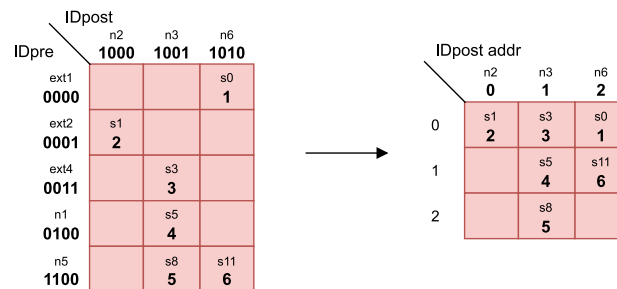 IDpost
n2 n3 n6
IDpre 1000 1001 1010
ext1 s0
0000 1
ext2 s1
0001 2
ext4 s3
0011 3
n1 s5
0100 4
n5 s8 s11
1100 5 6
IDpost addr
n2 n3 n6
0 1 2
s1 s3 s0
0 2 3 1
s5 s11
1 4 6
s8
2 5